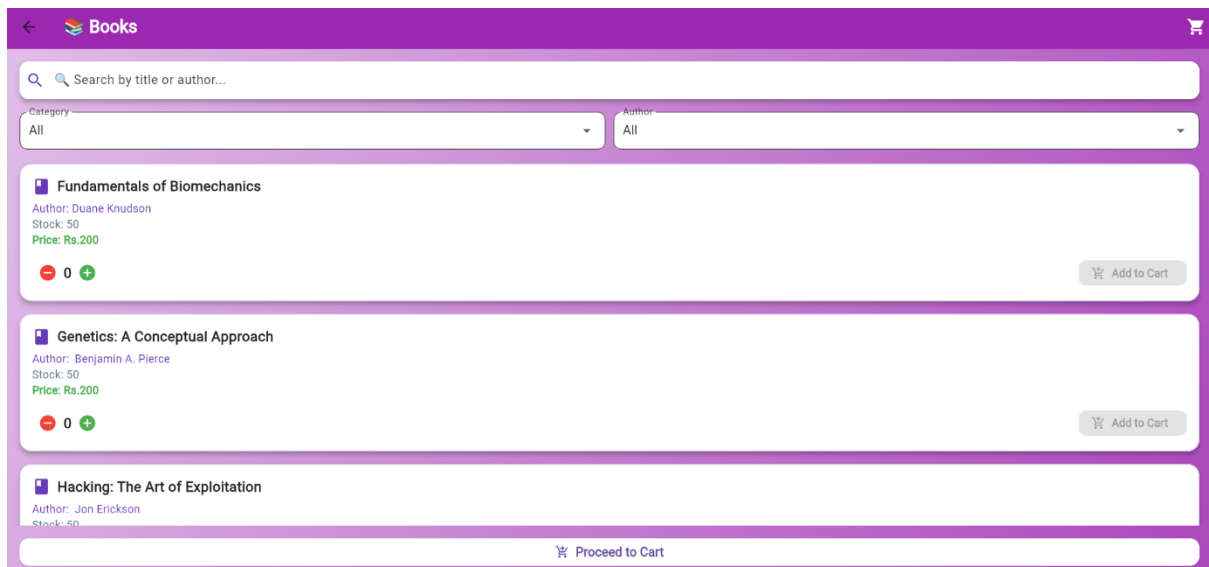 📚 Books
🔍 Search by title or author...
Category
All
Author
All
Fundamentals of Biomechanics
Author: Duane Knudson
Stock: 50
Price: Rs.200
0
Add to Cart
Genetics: A Conceptual Approach
Author: Benjamin A. Pierce
Stock: 50
Price: Rs.200
0
Add to Cart
Hacking: The Art of Exploitation
Author: Jon Erickson
Stock: 50
Proceed to Cart